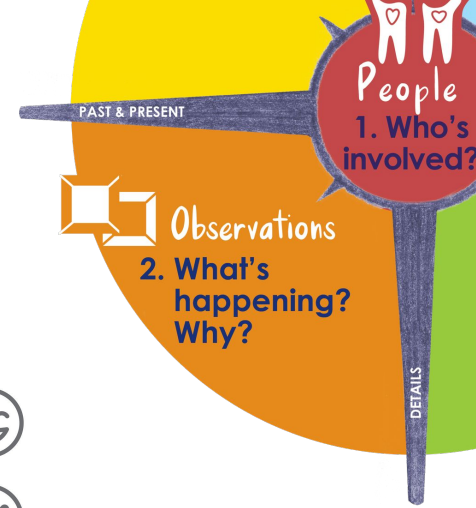 People
1. Who's
involved?
PAST & PRESENT
Observations
2. What's
happening?
Why?
DETAILS